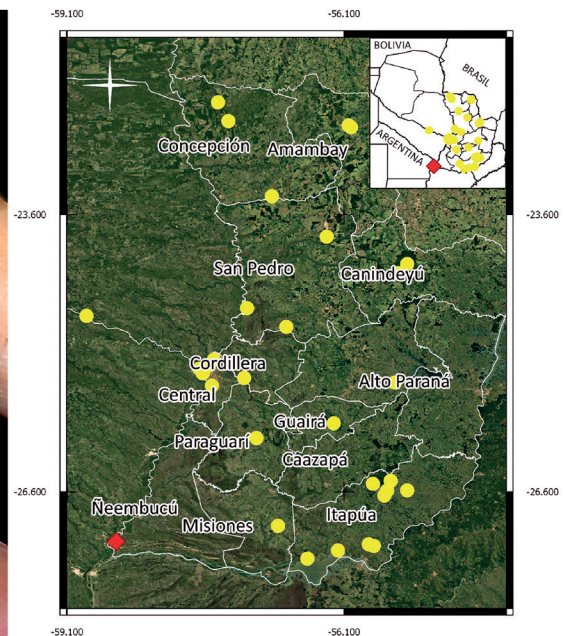 -59.100
-56.100
BOLIVIA
BRASIL
ARGENTINA
Concepción
Amambay
-23.600
-23.600
San Pedro
Canindeyú
Cordillera
Central
Alto Paraná
Guairá
Paraguarí
Caazapá
-26.600
-26.600
Ñeembucú
Misiones
Itapúa
-59.100
-56.100